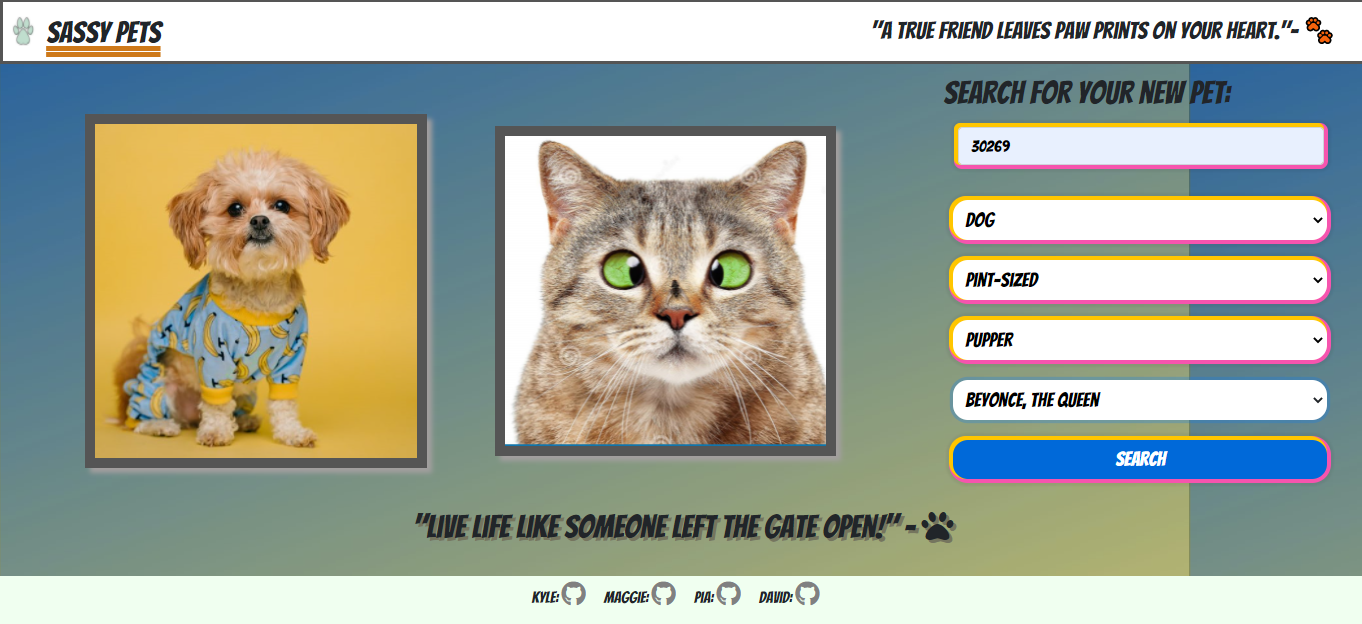 SASSY PETS
"A TRUE FRIEND LEAVES PAW PRINTS ON YOUR HEART."-
SEARCH FOR YOUR NEW PET:
30269
DOG
PINT-SIZED
PUPPER
BEYONCE, THE QUEEN
SEARCH
"LIVE LIFE LIKE SOMEONE LEFT THE GATE OPEN!" -
KYLE: MAGGIE: PIA: DAVID: